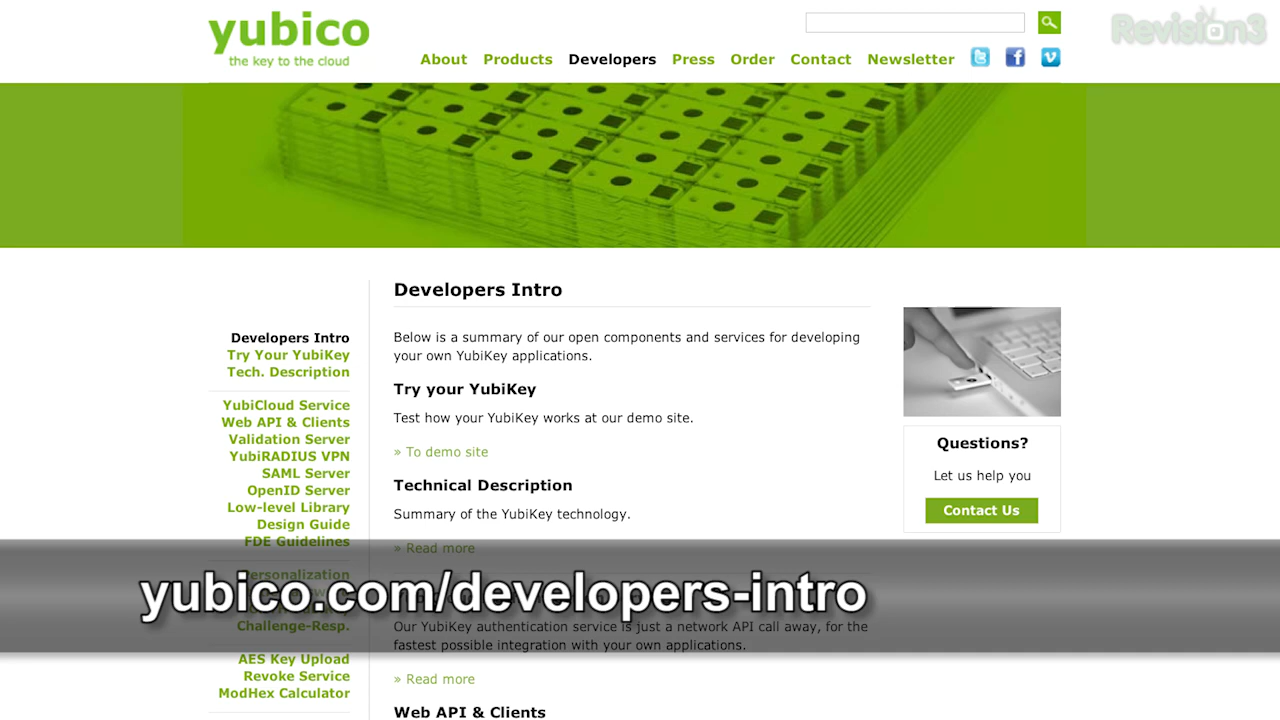 yubico
the key to the cloud
Revision3
About Products Developers Press Order Contact Newsletter
Developers Intro
Try Your YubiKey
Tech. Description
YubiCloud Service
Web API & Clients
Validation Server
YubiRADIUS VPN
SAML Server
OpenID Server
Low-level Library
Design Guide
FDE Guidelines
Personalization
Challenge-Resp.
AES Key Upload
Revoke Service
ModHex Calculator
Developers Intro
Below is a summary of our open components and services for developing
your own YubiKey applications.
Try your YubiKey
Test how your YubiKey works at our demo site.
» To demo site
Technical Description
Summary of the YubiKey technology.
» Read more
yubico.com/developers-intro
Our YubiKey authentication service is just a network API call away, for the
fastest possible integration with your own applications.
» Read more
Web API & Clients
Questions?
Let us help you
Contact Us